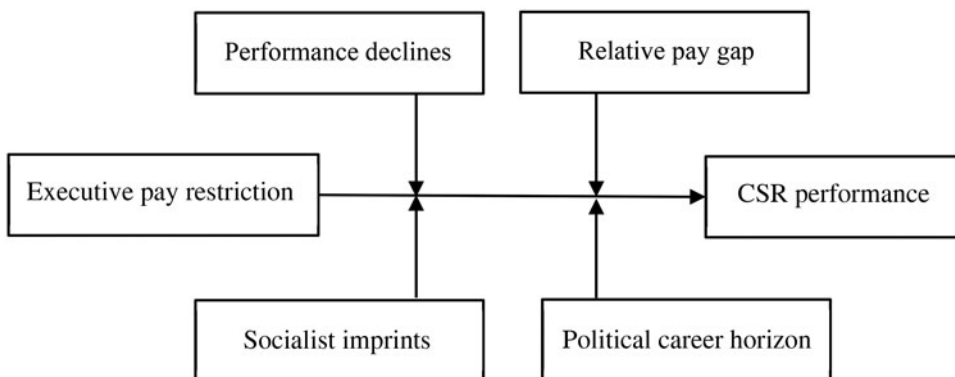 Performance declines
Relative pay gap
Executive pay restriction
CSR performance
Socialist imprints
Political career horizon